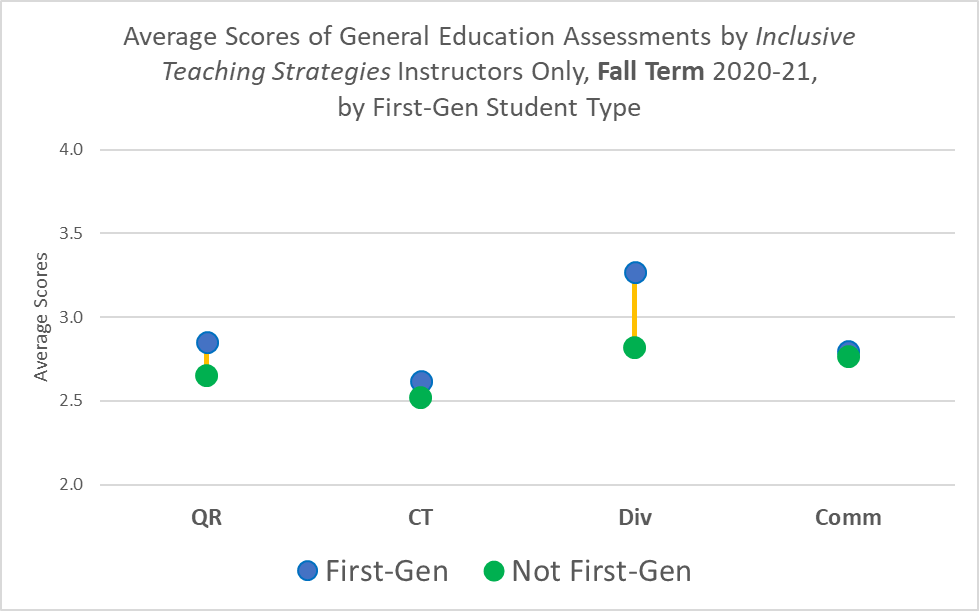 Average Scores of General Education Assessments by Inclusive
Teaching Strategies Instructors Only, Fall Term 2020-21,
by First-Gen Student Type
4.0
3.5
3.0
2.5
2.0
Average Scores
QR CT Div Comm
First-Gen Not First-Gen